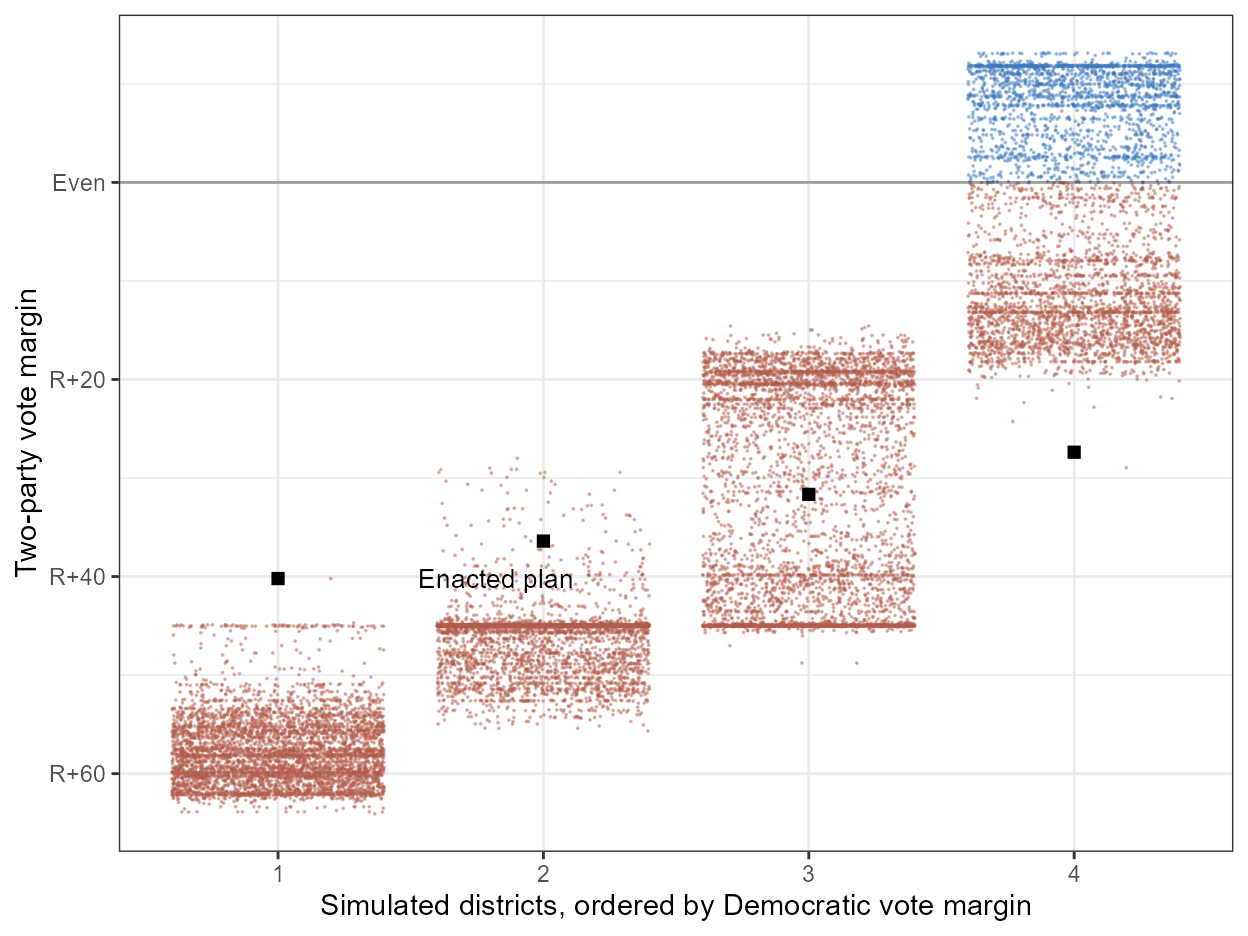 Two-party vote margin
Even
R+20
R+40
R+60
Enacted plan
1 2 3 4
Simulated districts, ordered by Democratic vote margin